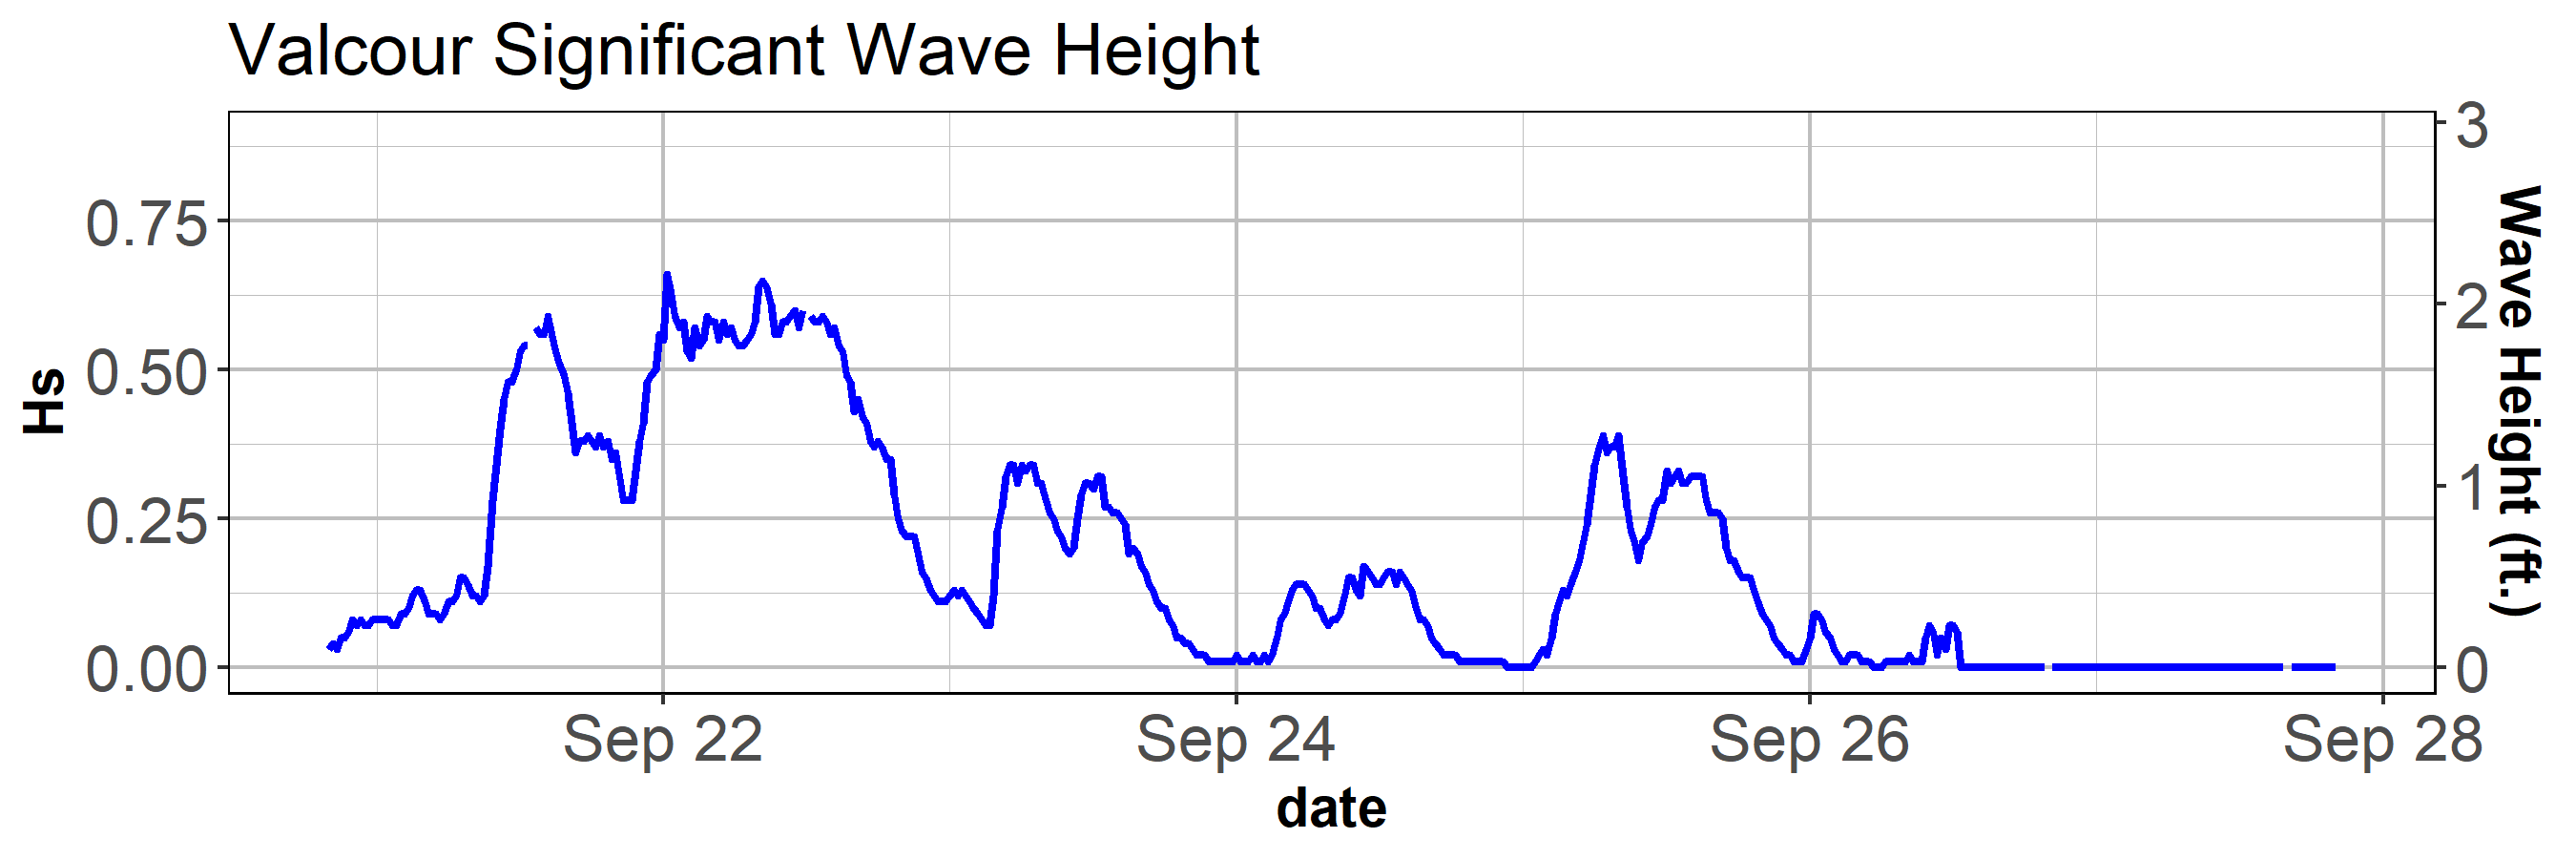 Valcour Significant Wave Height
Hs
0.75
0.50
0.25
0.00
3
2
1
0
Wave Height (ft.)
Sep 22
Sep 24
Sep 26
Sep 28
date